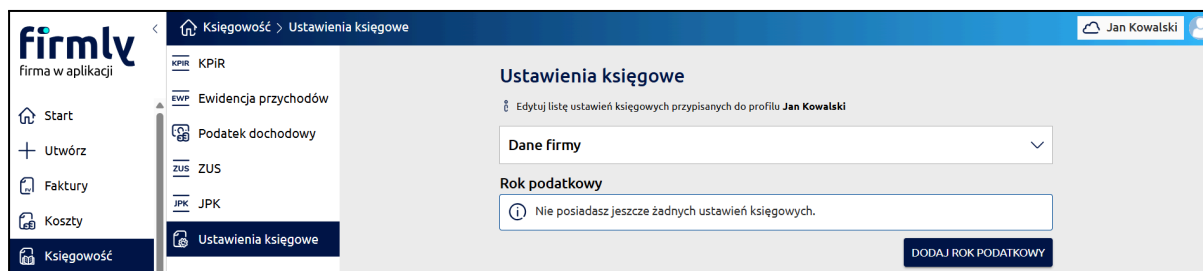 firmly
firma w aplikacji
Start
Utwórz
Faktury
Koszty
Księgowość
Księgowość > Ustawienia księgowe
Jan Kowalski
KPIR KPiR
EWP Ewidencja przychodów
Podatek dochodowy
ZUS ZUS
JPK JPK
Ustawienia księgowe
Ustawienia księgowe
Edytuj listę ustawień księgowych przypisanych do profilu Jan Kowalski
Dane firmy
Rok podatkowy
Nie posiadasz jeszcze żadnych ustawień księgowych.
DODAJ ROK PODATKOWY